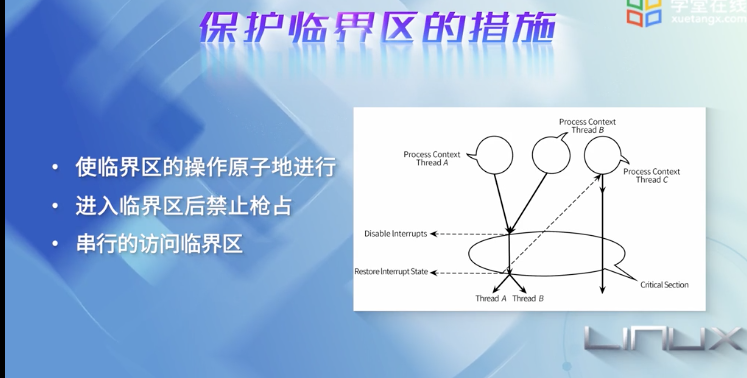 保护临界区的措施
学堂在线
xuetangx.com
• 使临界区的操作原子地进行
• 进入临界区后禁止枪占
• 串行的访问临界区
Process Context
Thread A
Process Context
Thread B
Process Context
Thread C
Disable Interrupts
Restore Interrupt State
Critical Section
Thread A
Thread B
LINUX